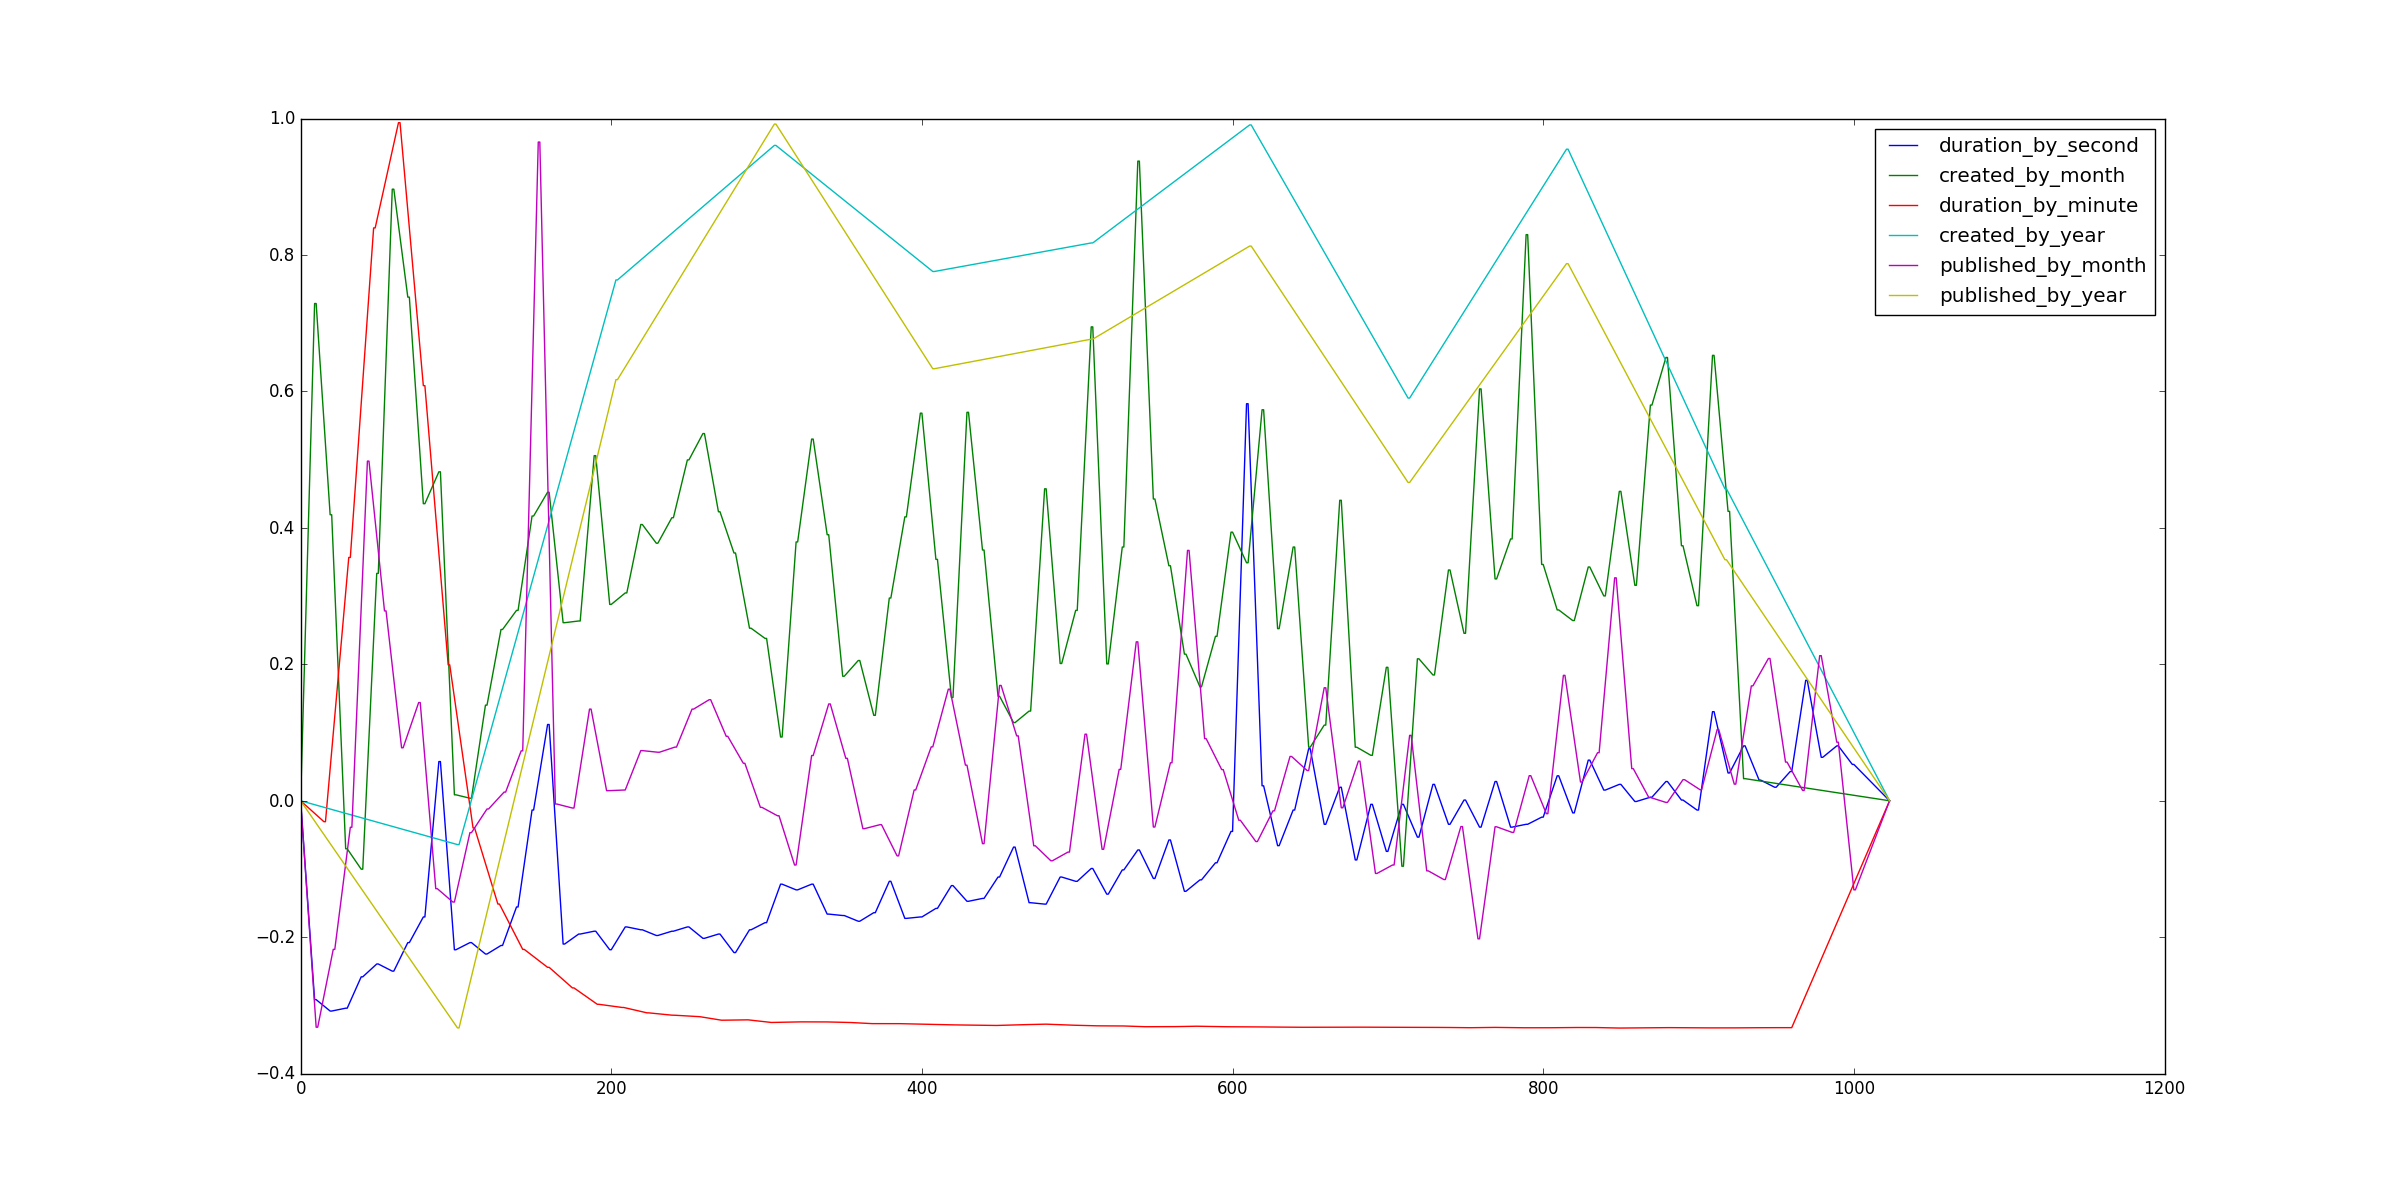 1.0
0.8
0.6
0.4
0.2
0.0
−0.2
−0.4
0 200 400 600 800 1000 1200
duration_by_second
created_by_month
duration_by_minute
created_by_year
published_by_month
published_by_year